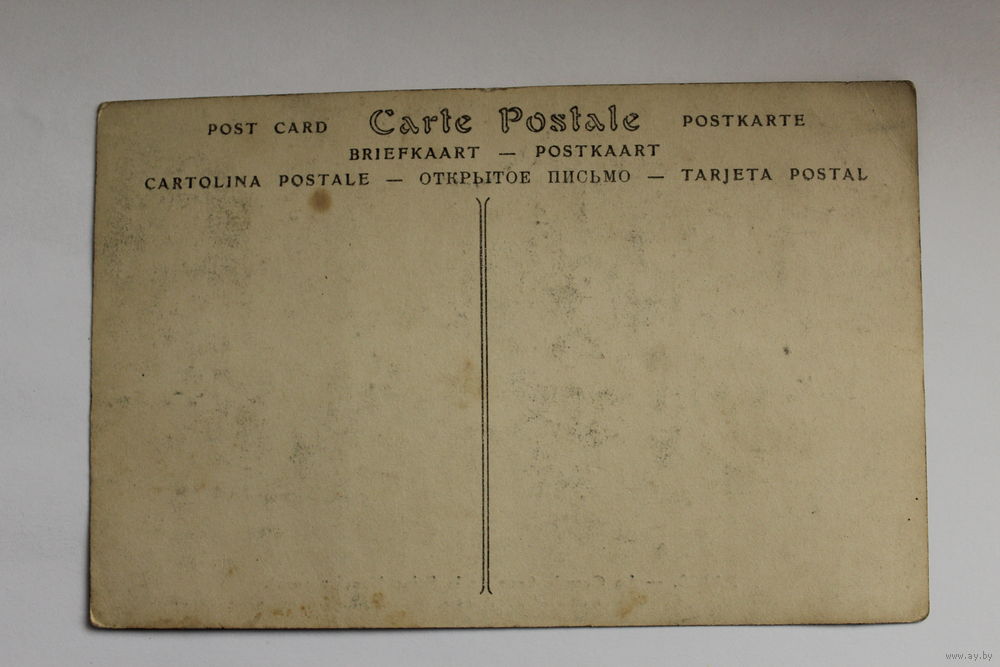 POST CARD Carte Postale POSTKARTE
BRIEFKAART — POSTKAART
CARTOLINA POSTALE — ОТКРЫТОЕ ПИСЬМО — TARJETA POSTAL
www.ay.by